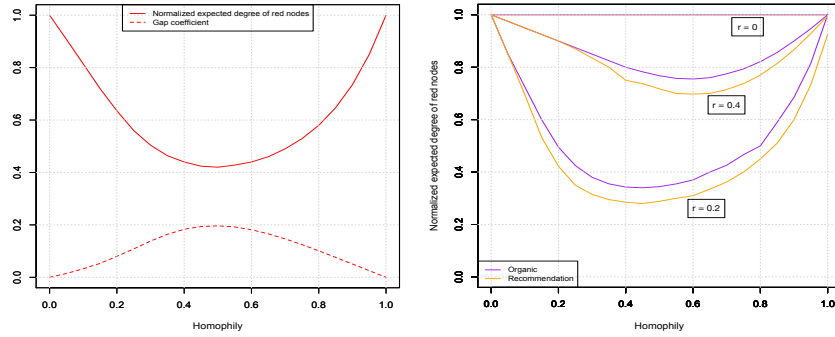 Normalized expected degree of red nodes
Gap coefficient
1.0
0.8
0.6
0.4
0.2
0.0
0.0 0.2 0.4 0.6 0.8 1.0
Homophily
Normalized expected degree of red nodes
1.0
0.8
0.6
0.4
0.2
0.0
r = 0
r = 0.4
r = 0.2
Organic
Recommendation
0.0 0.2 0.4 0.6 0.8 1.0
Homophily